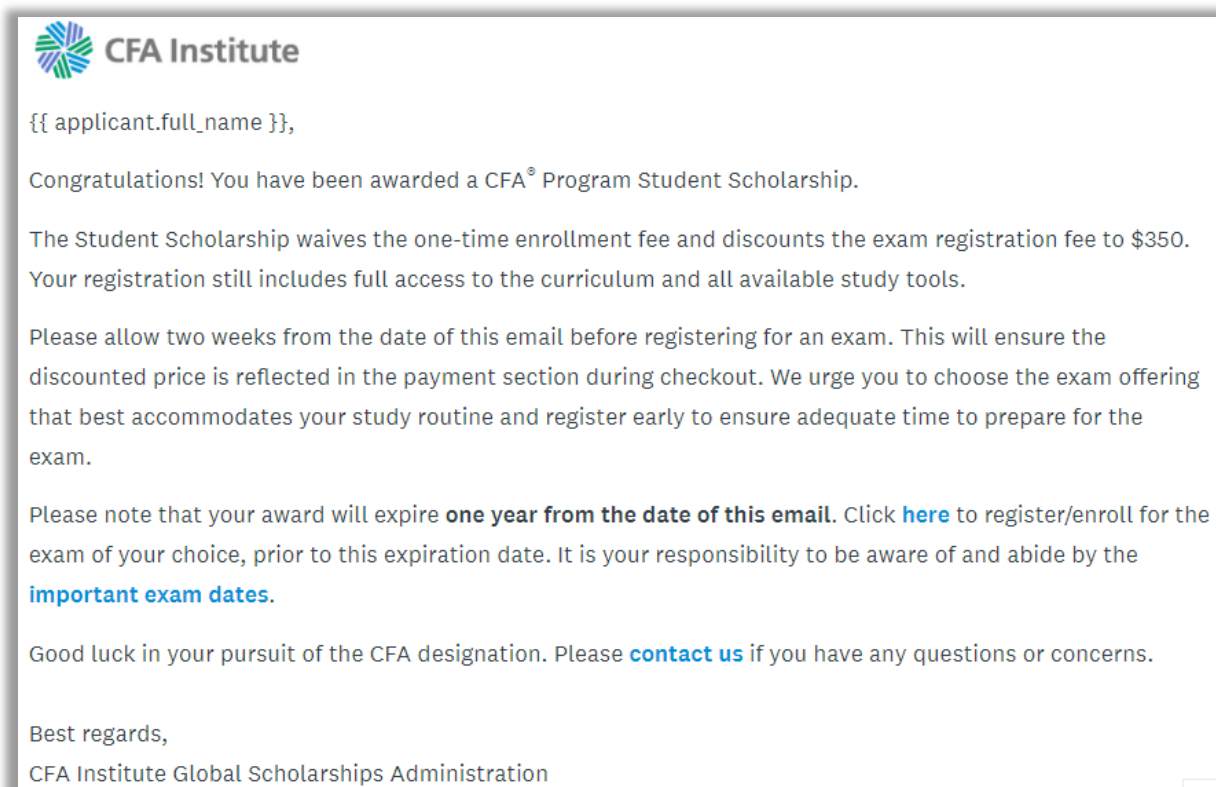 CFA Institute
{{ applicant.full_name }},
Congratulations! You have been awarded a CFA® Program Student Scholarship.
The Student Scholarship waives the one-time enrollment fee and discounts the exam registration fee to $350.
Your registration still includes full access to the curriculum and all available study tools.
Please allow two weeks from the date of this email before registering for an exam. This will ensure the
discounted price is reflected in the payment section during checkout. We urge you to choose the exam offering
that best accommodates your study routine and register early to ensure adequate time to prepare for the
exam.
Please note that your award will expire one year from the date of this email. Click here to register/enroll for the
exam of your choice, prior to this expiration date. It is your responsibility to be aware of and abide by the
important exam dates.
Good luck in your pursuit of the CFA designation. Please contact us if you have any questions or concerns.
Best regards,
CFA Institute Global Scholarships Administration